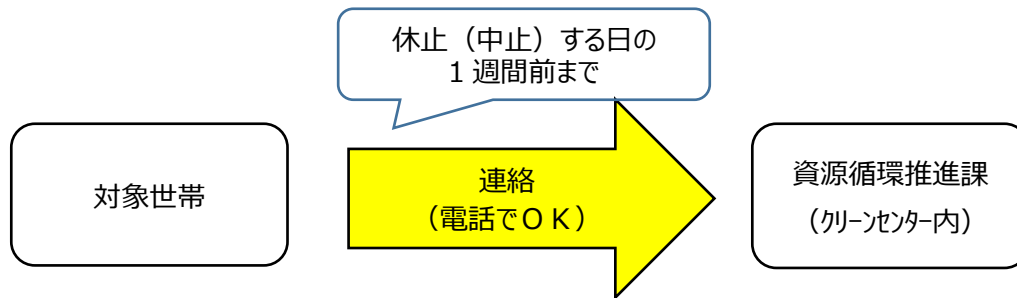 休止（中止）する日の
１週間前まで
対象世帯
連絡
（電話でＯＫ）
資源循環推進課
（ｸﾘｰﾝｾﾝﾀｰ内）